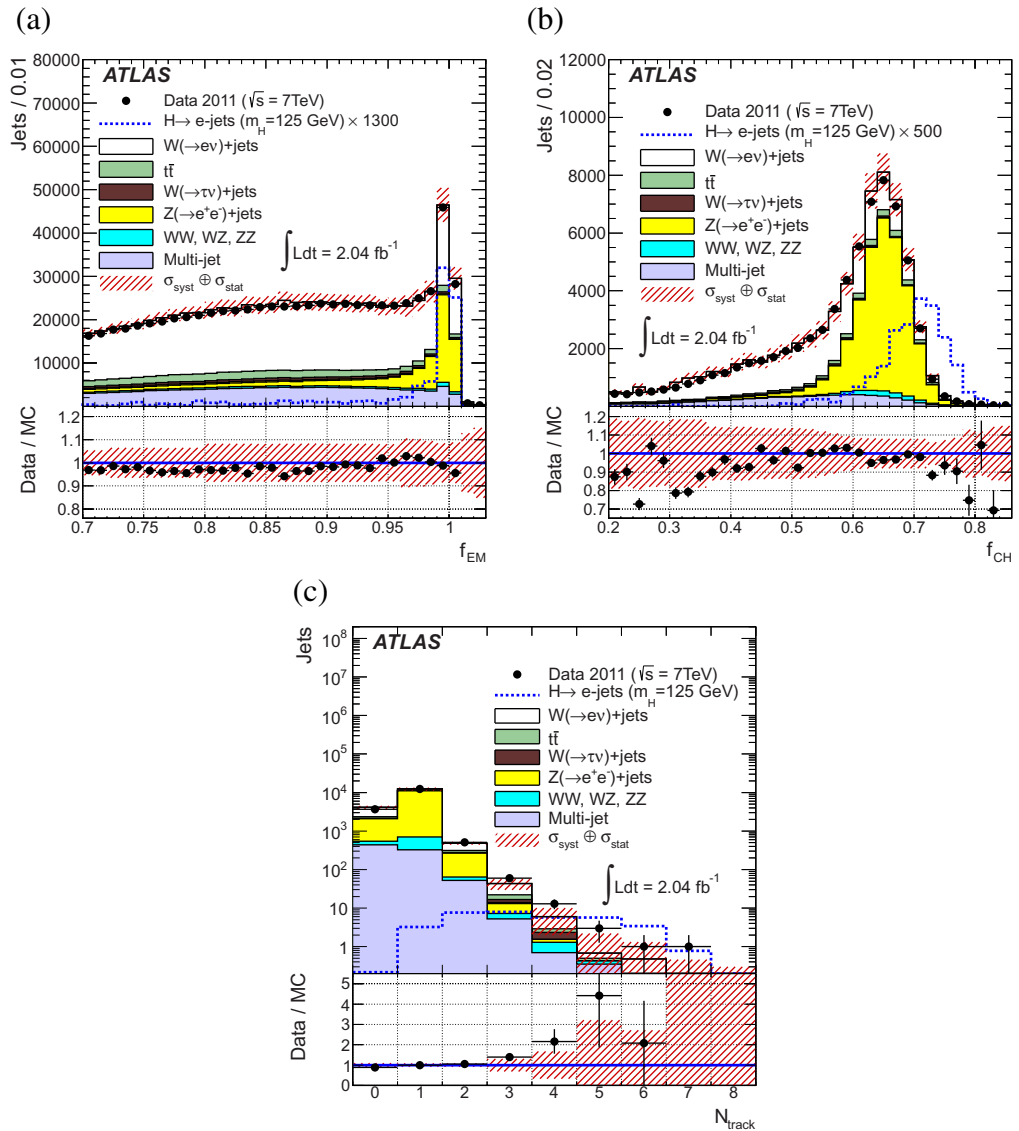 (a)
Jets / 0.01
80000
70000
60000
50000
40000
30000
20000
10000
ATLAS
Data 2011 (√s = 7TeV)
H→ e-jets (m_H=125 GeV) × 1300
W(→eν)+jets
tt̄
W(→τν)+jets
Z(→e⁺e⁻)+jets
WW, WZ, ZZ
Multi-jet
σ_syst ⊕ σ_stat
∫ Ldt = 2.04 fb⁻¹
Data / MC
1.2
1.1
1
0.9
0.8
0.7 0.75 0.8 0.85 0.9 0.95 1
f_EM
(b)
Jets / 0.02
12000
10000
8000
6000
4000
2000
ATLAS
Data 2011 (√s = 7TeV)
H→ e-jets (m_H=125 GeV) × 500
W(→eν)+jets
tt̄
W(→τν)+jets
Z(→e⁺e⁻)+jets
WW, WZ, ZZ
Multi-jet
σ_syst ⊕ σ_stat
∫ Ldt = 2.04 fb⁻¹
Data / MC
1.2
1.1
1.0
0.9
0.8
0.7
0.2 0.3 0.4 0.5 0.6 0.7 0.8
f_CH
(c)
Jets
10⁸
10⁷
10⁶
10⁵
10⁴
10³
10²
10
1
ATLAS
Data 2011 (√s = 7TeV)
H→ e-jets (m_H=125 GeV)
W(→eν)+jets
tt̄
W(→τν)+jets
Z(→e⁺e⁻)+jets
WW, WZ, ZZ
Multi-jet
σ_syst ⊕ σ_stat
∫ Ldt = 2.04 fb⁻¹
Data / MC
5
4
3
2
1
0
0 1 2 3 4 5 6 7 8
N_track